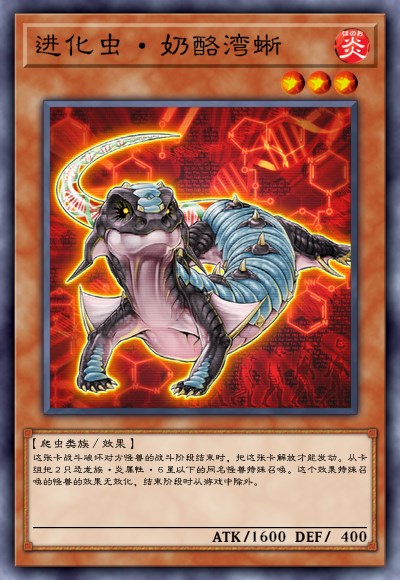 进化虫・奶酪湾蜥
ほのお
炎
【爬虫类族／效果】
这张卡战斗破坏对方怪兽的战斗阶段结束时，把这张卡解放才能发动。从卡
组把2只恐龙族・炎属性・6星以下的同名怪兽特殊召唤。这个效果特殊召
唤的怪兽的效果无效化，结束阶段时从游戏中除外。
ATK/1600 DEF/ 400